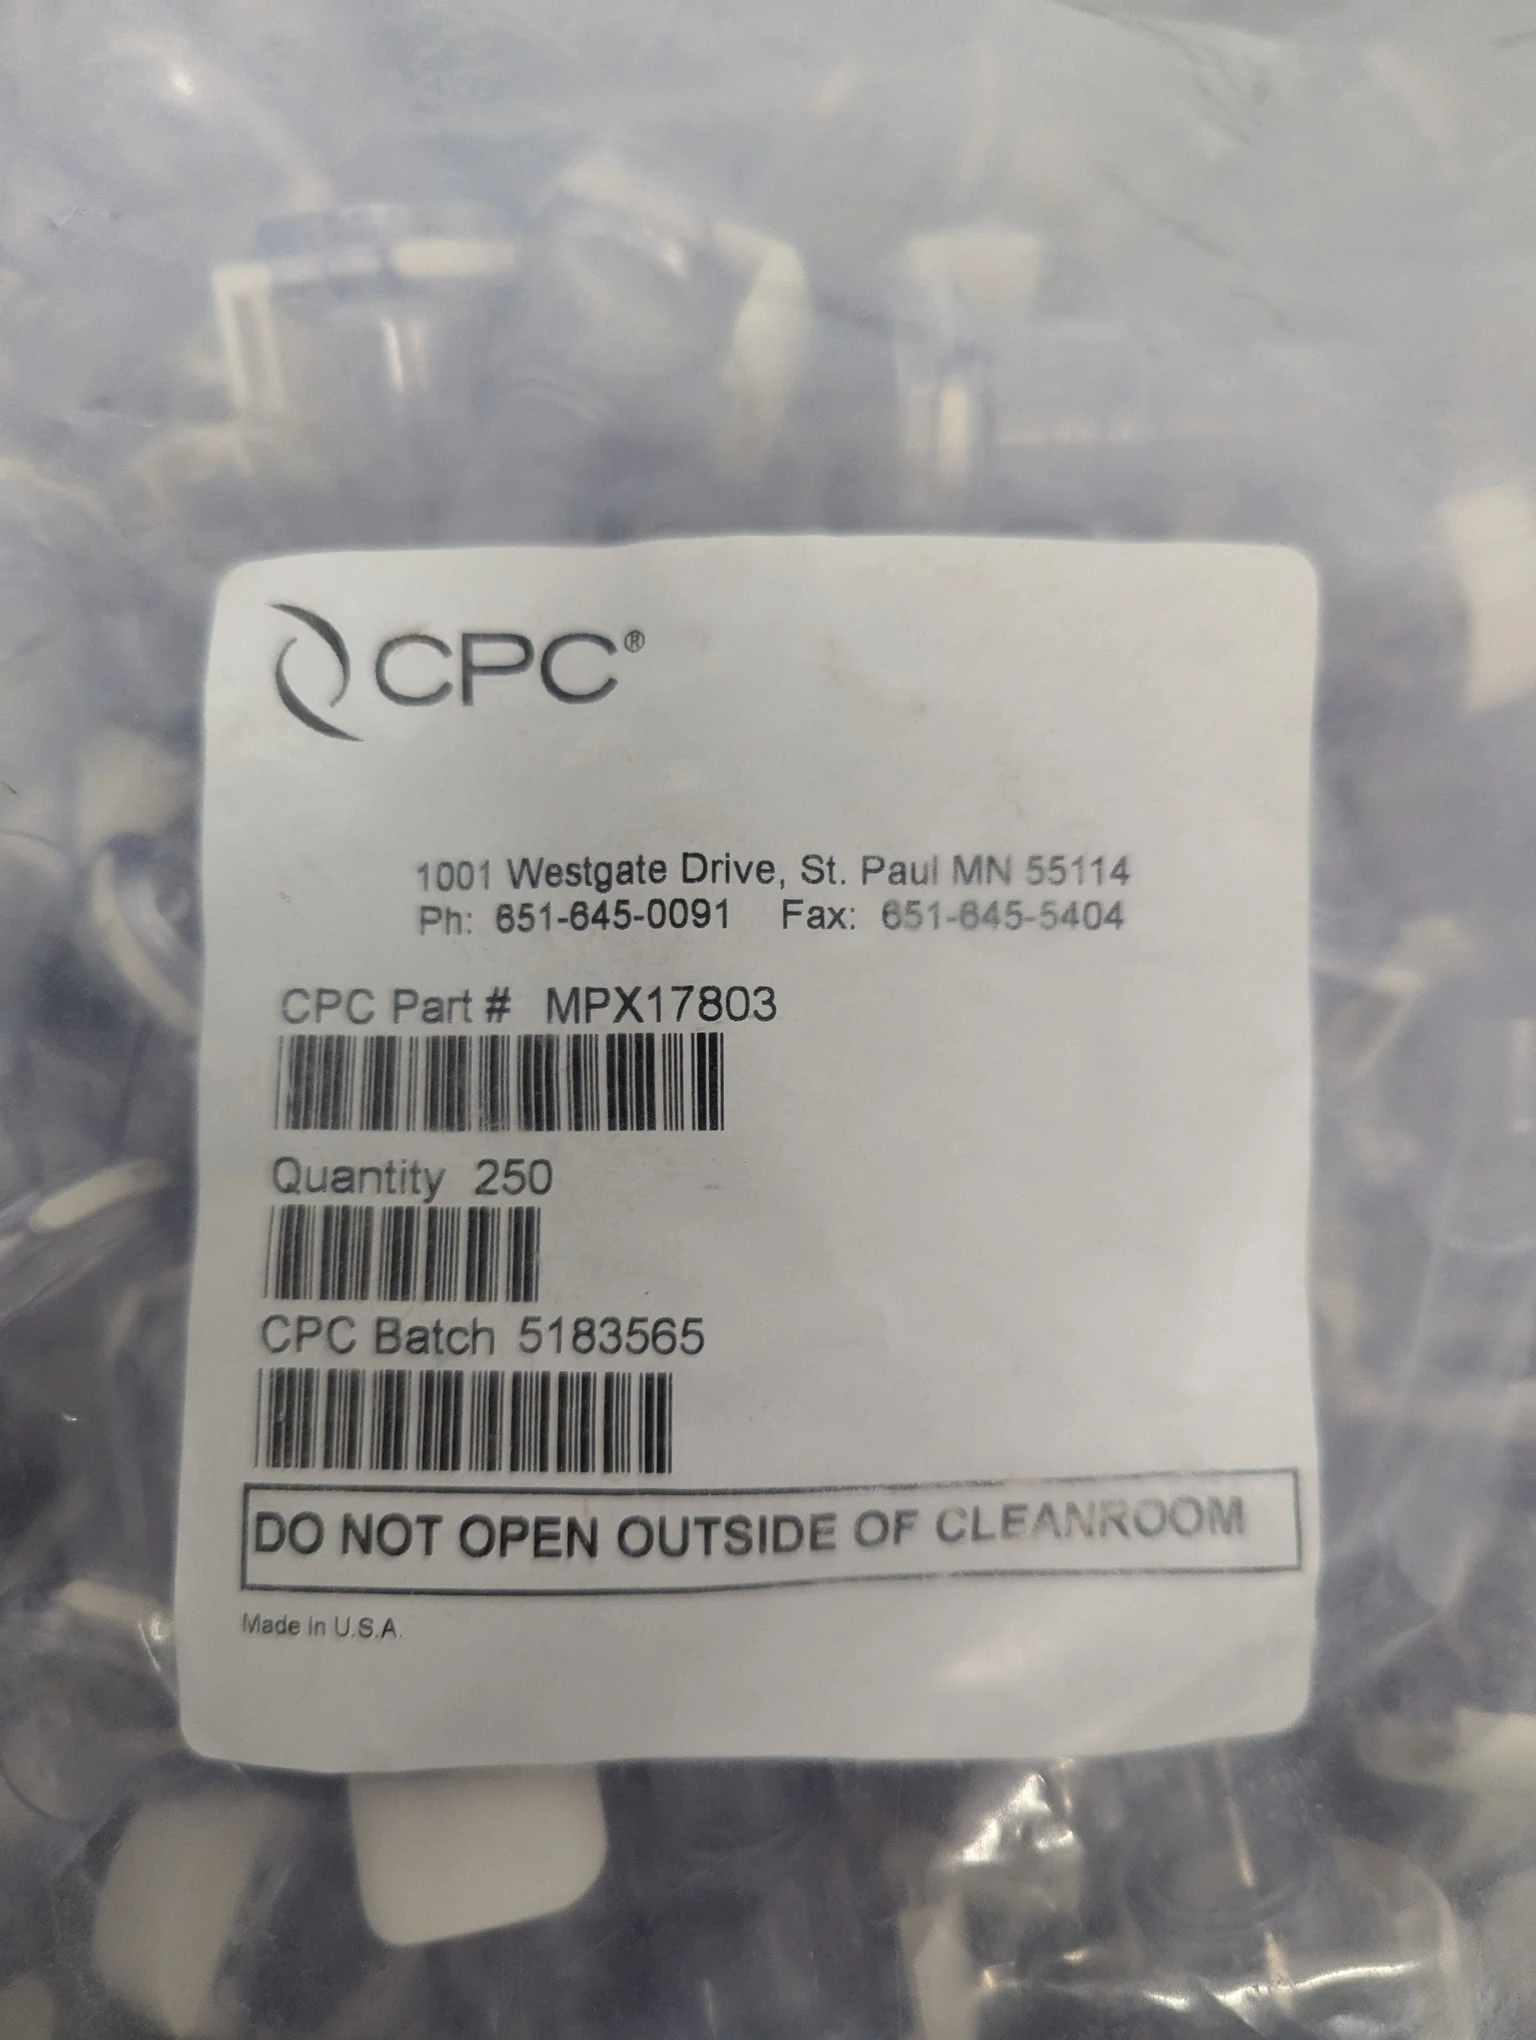 CPC®
1001 Westgate Drive, St. Paul MN 55114
Ph: 651-645-0091 Fax: 651-645-5404
CPC Part # MPX17803
Quantity 250
CPC Batch 5183565
DO NOT OPEN OUTSIDE OF CLEANROOM
Made in U.S.A.